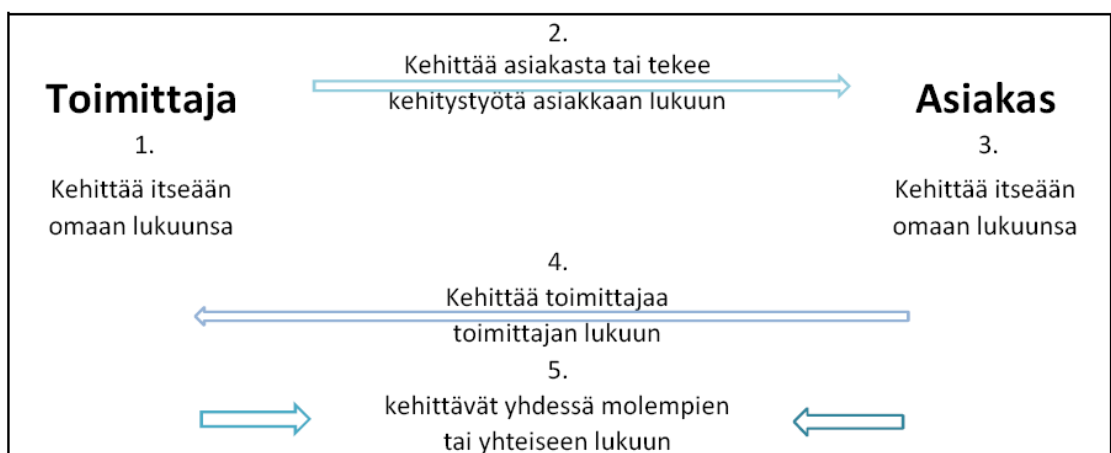 2.
Kehittää asiakasta tai tekee
kehitystyötä asiakkaan lukuun
Toimittaja
1.
Kehittää itseään
omaan lukuunsa
Asiakas
3.
Kehittää itseään
omaan lukuunsa
4.
Kehittää toimittajaa
toimittajan lukuun
5.
kehittävät yhdessä molempien
tai yhteiseen lukuun